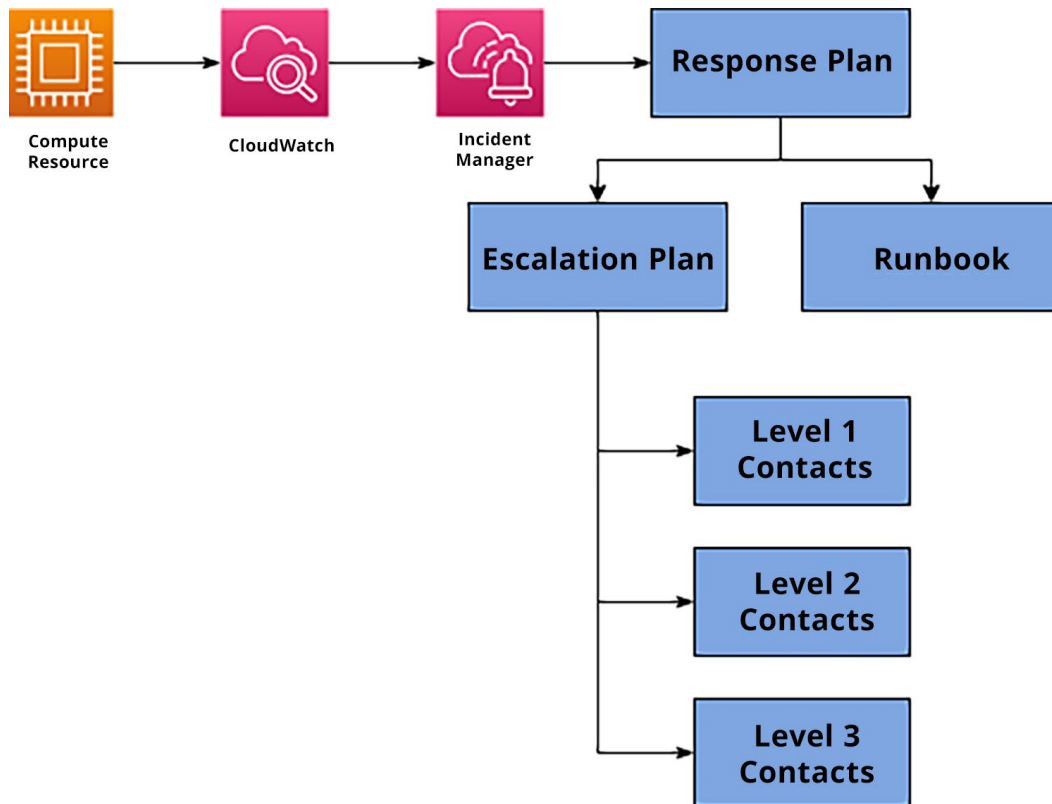 Response Plan
Compute
Resource
CloudWatch
Incident
Manager
Escalation Plan
Runbook
Level 1
Contacts
Level 2
Contacts
Level 3
Contacts